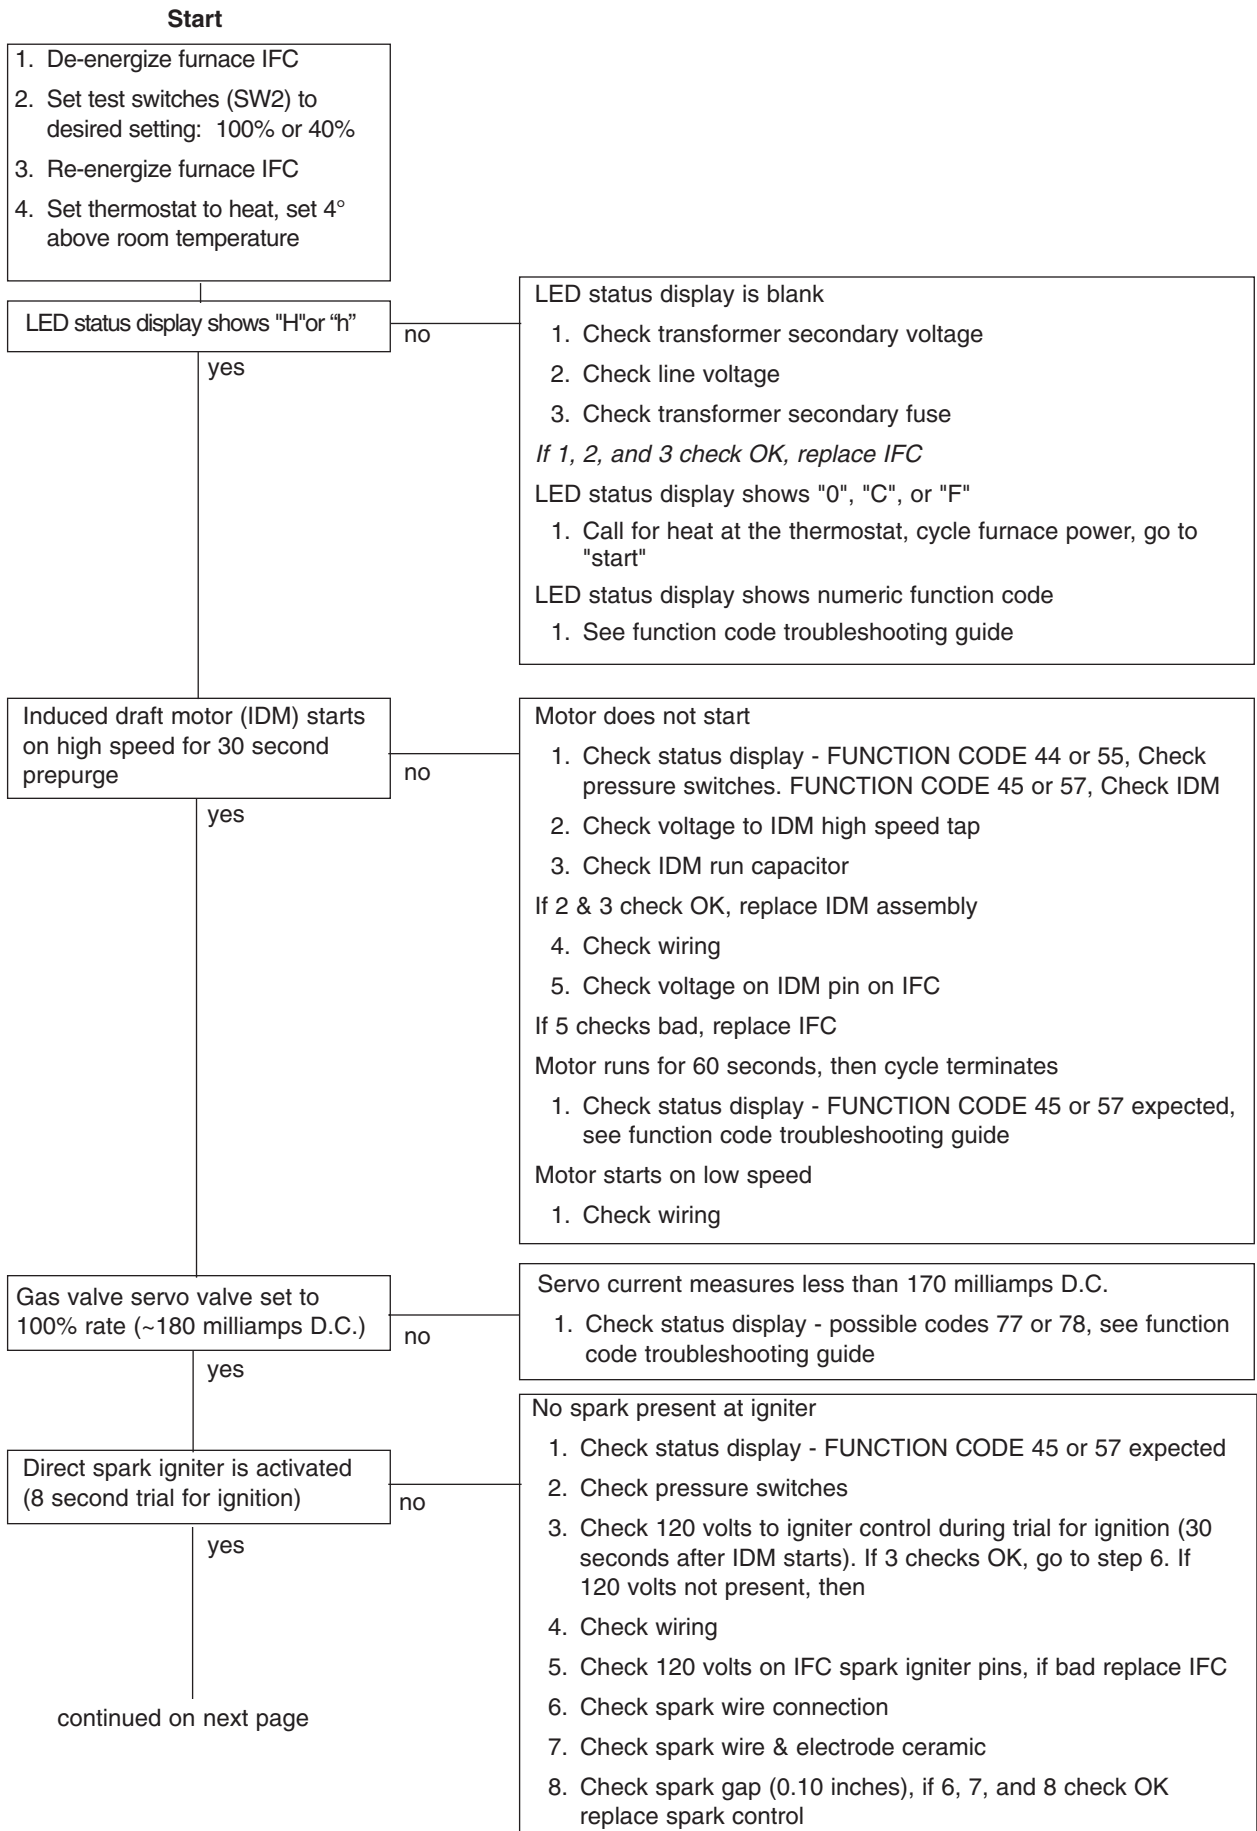 Start
1. De-energize furnace IFC
2. Set test switches (SW2) to
desired setting: 100% or 40%
3. Re-energize furnace IFC
4. Set thermostat to heat, set 4°
above room temperature
LED status display shows "H"or “h”
no
yes
LED status display is blank
1. Check transformer secondary voltage
2. Check line voltage
3. Check transformer secondary fuse
If 1, 2, and 3 check OK, replace IFC
LED status display shows "0", "C", or "F"
1. Call for heat at the thermostat, cycle furnace power, go to
"start"
LED status display shows numeric function code
1. See function code troubleshooting guide
Induced draft motor (IDM) starts
on high speed for 30 second
prepurge
no
yes
Motor does not start
1. Check status display - FUNCTION CODE 44 or 55, Check
pressure switches. FUNCTION CODE 45 or 57, Check IDM
2. Check voltage to IDM high speed tap
3. Check IDM run capacitor
If 2 & 3 check OK, replace IDM assembly
4. Check wiring
5. Check voltage on IDM pin on IFC
If 5 checks bad, replace IFC
Motor runs for 60 seconds, then cycle terminates
1. Check status display - FUNCTION CODE 45 or 57 expected,
see function code troubleshooting guide
Motor starts on low speed
1. Check wiring
Gas valve servo valve set to
100% rate (~180 milliamps D.C.)
no
yes
Servo current measures less than 170 milliamps D.C.
1. Check status display - possible codes 77 or 78, see function
code troubleshooting guide
Direct spark igniter is activated
(8 second trial for ignition)
no
yes
No spark present at igniter
1. Check status display - FUNCTION CODE 45 or 57 expected
2. Check pressure switches
3. Check 120 volts to igniter control during trial for ignition (30
seconds after IDM starts). If 3 checks OK, go to step 6. If
120 volts not present, then
4. Check wiring
5. Check 120 volts on IFC spark igniter pins, if bad replace IFC
6. Check spark wire connection
7. Check spark wire & electrode ceramic
8. Check spark gap (0.10 inches), if 6, 7, and 8 check OK
replace spark control
continued on next page